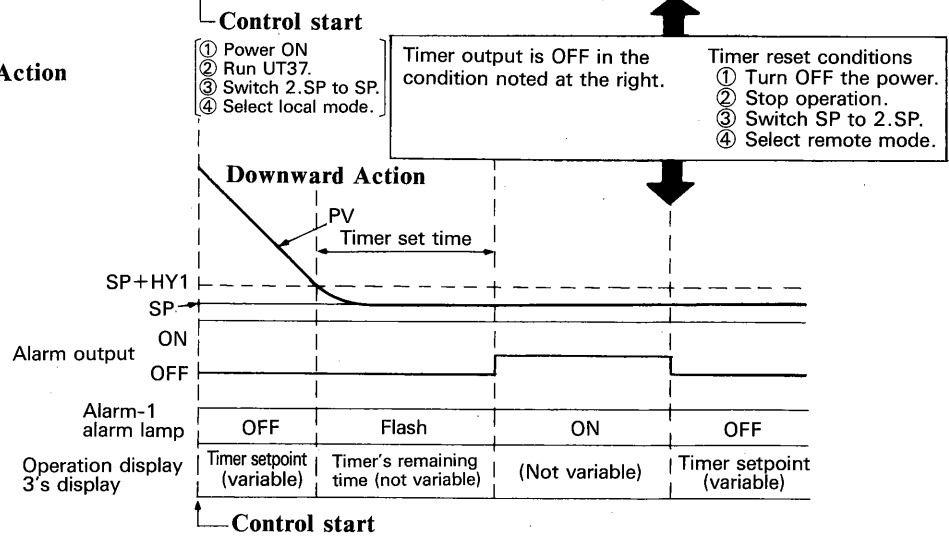 Control start
① Power ON
② Run UT37.
③ Switch 2.SP to SP.
④ Select local mode.
Action
Timer output is OFF in the
condition noted at the right.
Timer reset conditions
① Turn OFF the power.
② Stop operation.
③ Switch SP to 2.SP.
④ Select remote mode.
Downward Action
PV
Timer set time
SP+HY1
SP
ON
Alarm output
OFF
Alarm-1
alarm lamp
OFF
Flash
ON
OFF
Operation display
3's display
Timer setpoint
(variable)
Timer's remaining
time (not variable)
(Not variable)
Timer setpoint
(variable)
Control start